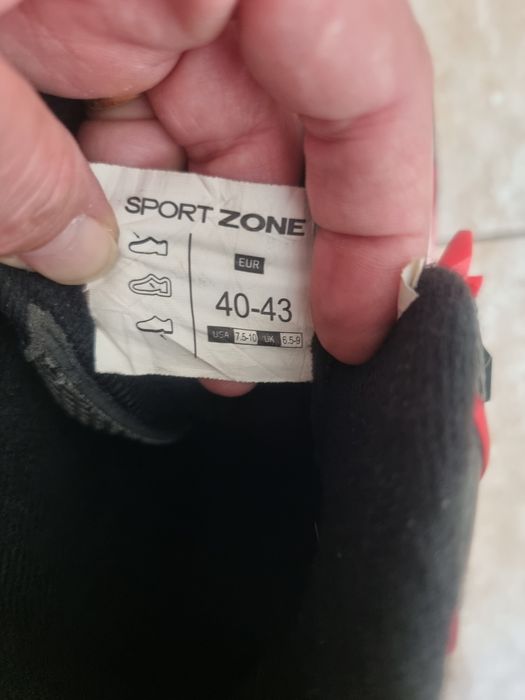 SPORT ZONE
EUR
40-43
USA 7.5-10 UK 6.5-9